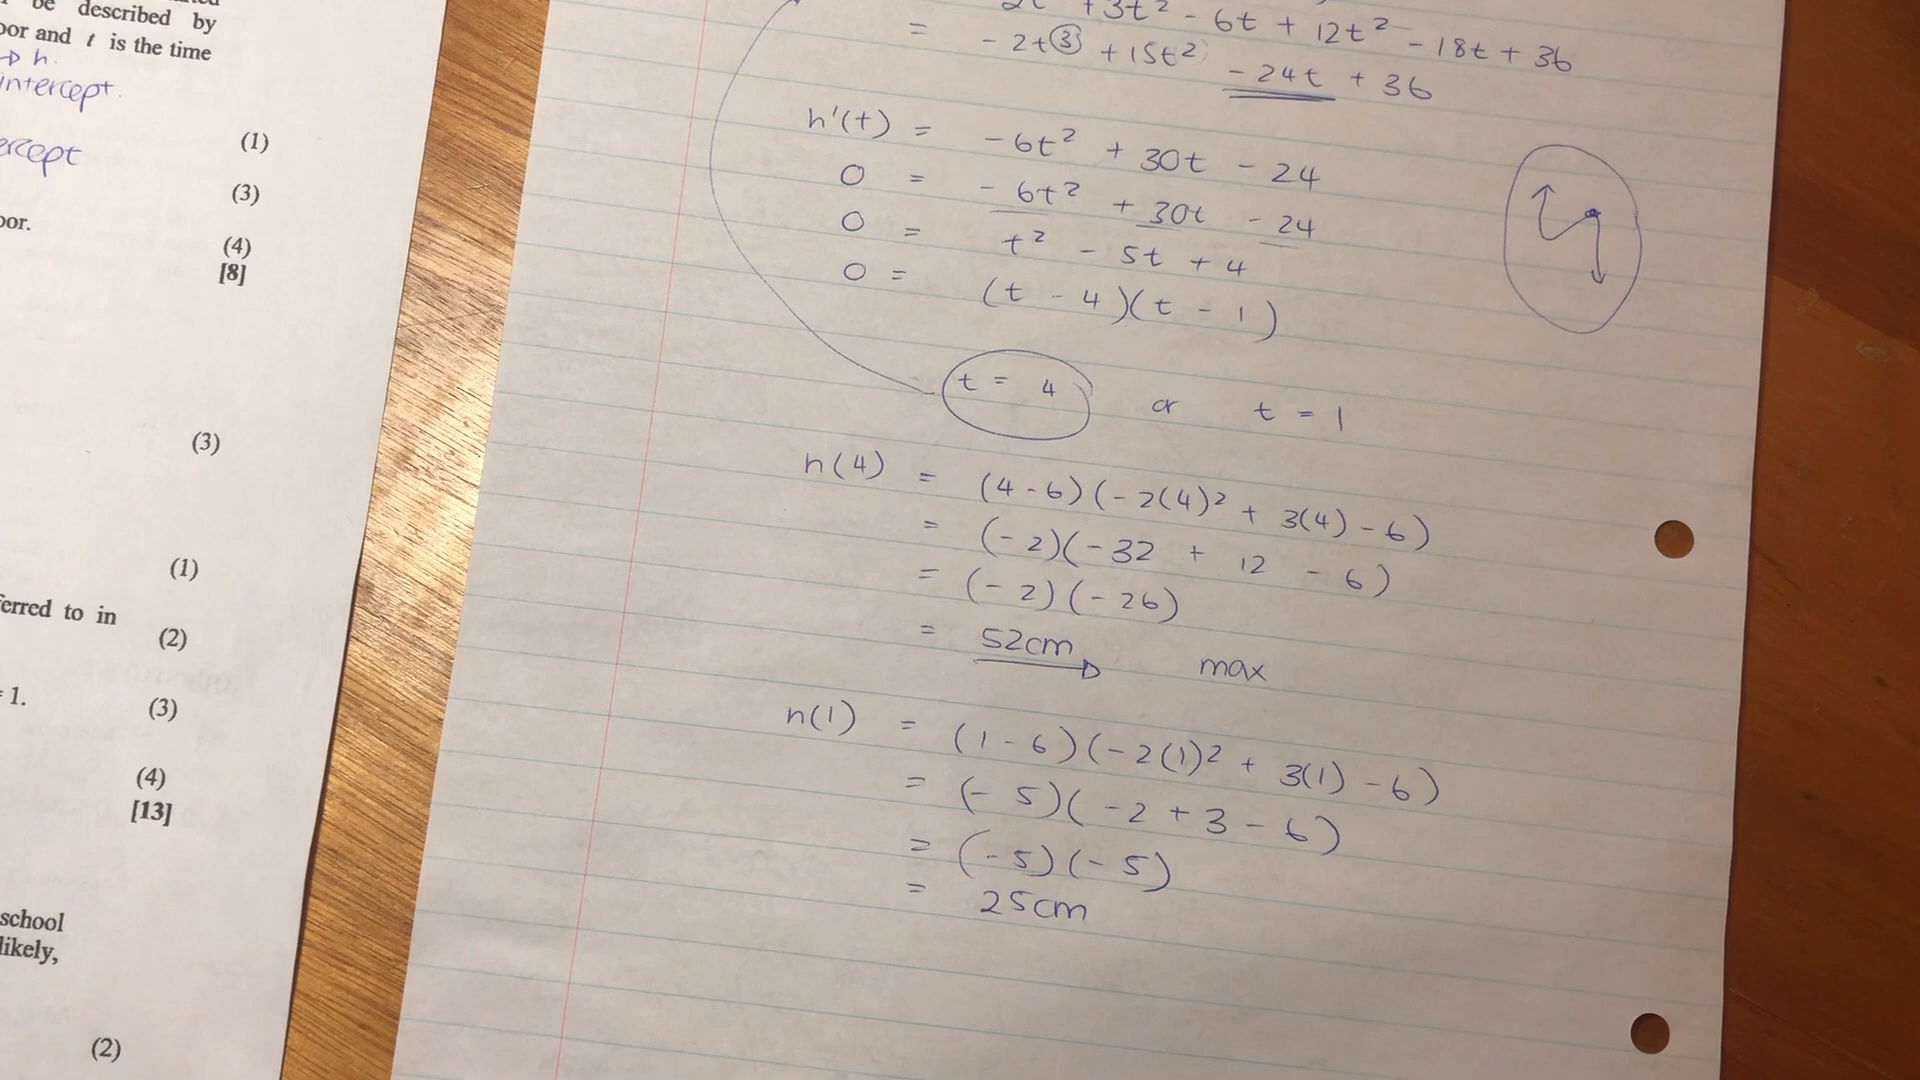 be described by
oor and t is the time
→ h.
intercept.
(1)
ercept
(3)
oor.
(4)
[8]
(3)
(1)
ferred to in
(2)
= 1.
(3)
(4)
[13]
school
likely,
(2)
+ 3t² - 6t + 12t² - 18t + 36
= - 2t³ + 15t² - 24t + 36
h'(t) = - 6t² + 30t - 24
0 = - 6t² + 30t - 24
0 = t² - 5t + 4
0 = (t - 4)(t - 1)
t = 4 or t = 1
h(4) = (4 - 6)(- 2(4)² + 3(4) - 6)
= (- 2)(- 32 + 12 - 6)
= (- 2)(- 26)
= 52cm max
h(1) = (1 - 6)(- 2(1)² + 3(1) - 6)
= (- 5)(- 2 + 3 - 6)
= (- 5)(- 5)
= 25cm